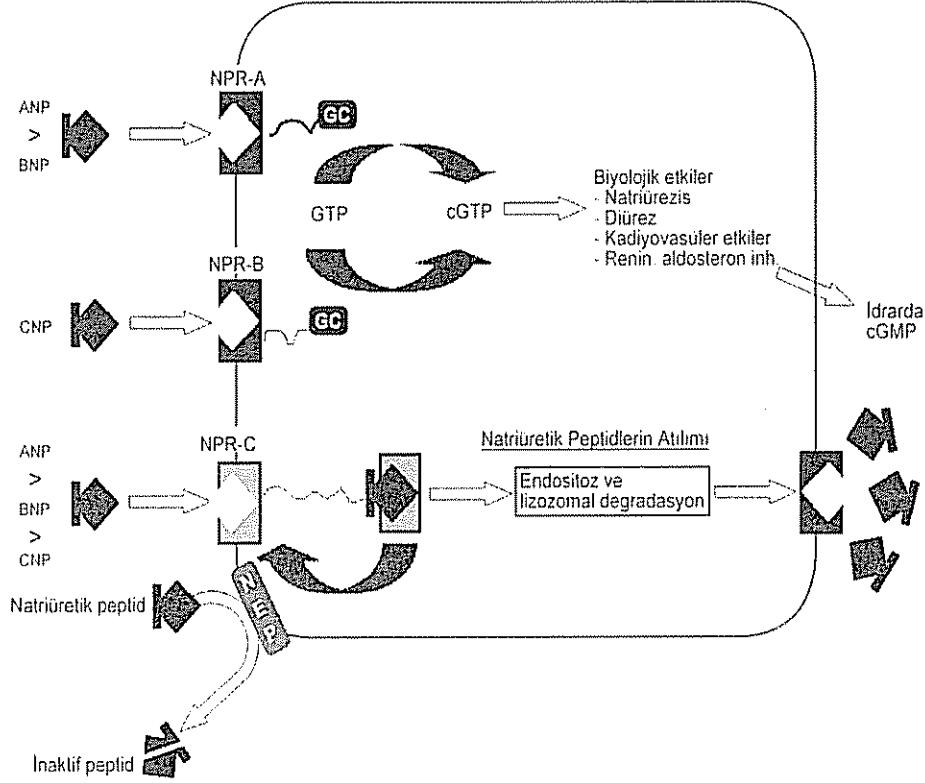 NPR-A
GC
ANP
>
BNP
GTP
cGTP
Biyolojik etkiler
- Natriürezis
- Diürez
- Kadiyovasüler etkiler
- Renin. aldosteron inh.
NPR-B
GC
CNP
İdrarda
cGMP
NPR-C
ANP
>
BNP
>
CNP
Natriüretik Peptidlerin Atılımı
Endositoz ve
lizozomal degradasyon
NEP
Natriüretik peptid
İnaktif peptid